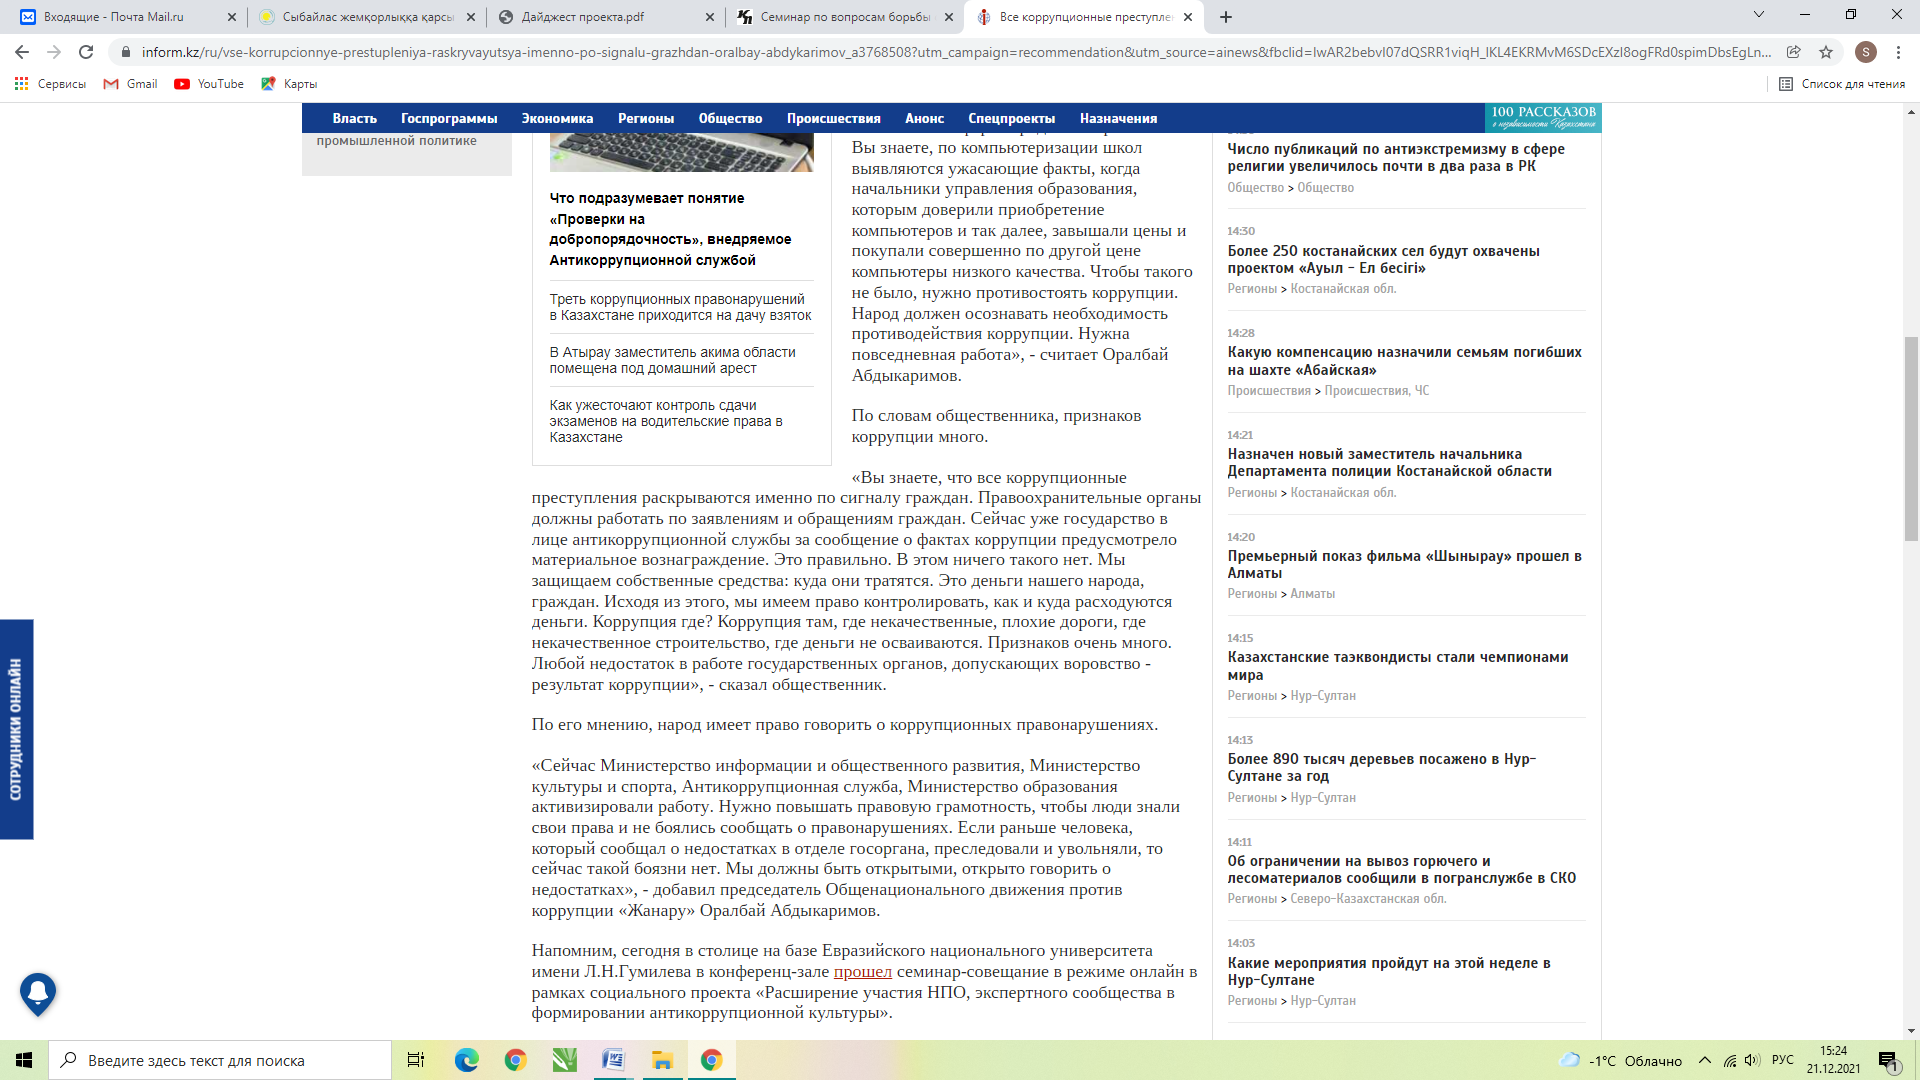 Входящие - Почта Mail.ru
Сыбайлас жемқорлыққа қарсы
Дайджест проекта.pdf
Семинар по вопросам борьбы
Все коррупционные преступле
inform.kz/ru/vse-korrupcionnye-prestupleniya-raskryvayutsya-imenno-po-signalu-grazhdan-oralbay-abdykarimov_a3768508?utm_campaign=recommendation&utm_source=ainews&fbclid=
S
Сервисы
Gmail
YouTube
Карты
Список для чтения
Власть Госпрограммы Экономика Регионы Общество Происшествия Анонс Спецпроекты Назначения
100 РАССКАЗОВ
о независимости Казахстана
промышленной политике
Что подразумевает понятие
«Проверки на
добропорядочность», внедряемое
Антикоррупционной службой
Треть коррупционных правонарушений
в Казахстане приходится на дачу взяток
В Атырау заместитель акима области
помещена под домашний арест
Как ужесточают контроль сдачи
экзаменов на водительские права в
Казахстане
Вы знаете, по компьютеризации школ
выявляются ужасающие факты, когда
начальники управления образования,
которым доверили приобретение
компьютеров и так далее, завышали цены и
покупали совершенно по другой цене
компьютеры низкого качества. Чтобы такого
не было, нужно противостоять коррупции.
Народ должен осознавать необходимость
противодействия коррупции. Нужна
повседневная работа», - считает Оралбай
Абдыкаримов.
По словам общественника, признаков
коррупции много.
«Вы знаете, что все коррупционные
преступления раскрываются именно по сигналу граждан. Правоохранительные органы
должны работать по заявлениям и обращениям граждан. Сейчас уже государство в
лице антикоррупционной службы за сообщение о фактах коррупции предусмотрело
материальное вознаграждение. Это правильно. В этом ничего такого нет. Мы
защищаем собственные средства: куда они тратятся. Это деньги нашего народа,
граждан. Исходя из этого, мы имеем право контролировать, как и куда расходуются
деньги. Коррупция где? Коррупция там, где некачественные, плохие дороги, где
некачественное строительство, где деньги не осваиваются. Признаков очень много.
Любой недостаток в работе государственных органов, допускающих воровство -
результат коррупции», - сказал общественник.
По его мнению, народ имеет право говорить о коррупционных правонарушениях.
«Сейчас Министерство информации и общественного развития, Министерство
культуры и спорта, Антикоррупционная служба, Министерство образования
активизировали работу. Нужно повышать правовую грамотность, чтобы люди знали
свои права и не боялись сообщать о правонарушениях. Если раньше человека,
который сообщал о недостатках в отделе госоргана, преследовали и увольняли, то
сейчас такой боязни нет. Мы должны быть открытыми, открыто говорить о
недостатках», - добавил председатель Общенационального движения против
коррупции «Жанару» Оралбай Абдыкаримов.
Напомним, сегодня в столице на базе Евразийского национального университета
имени Л.Н.Гумилева в конференц-зале прошел семинар-совещание в режиме онлайн в
рамках социального проекта «Расширение участия НПО, экспертного сообщества в
формировании антикоррупционной культуры».
Число публикаций по антиэкстремизму в сфере
религии увеличилось почти в два раза в РК
Общество > Общество
14:30
Более 250 костанайских сел будут охвачены
проектом «Ауыл - Ел бесігі»
Регионы > Костанайская обл.
14:28
Какую компенсацию назначили семьям погибших
на шахте «Абайская»
Происшествия > Происшествия, ЧС
14:21
Назначен новый заместитель начальника
Департамента полиции Костанайской области
Регионы > Костанайская обл.
14:20
Премьерный показ фильма «Шынырау» прошел в
Алматы
Регионы > Алматы
14:15
Казахстанские таэквондисты стали чемпионами
мира
Регионы > Нур-Султан
14:13
Более 890 тысяч деревьев посажено в Нур-
Султане за год
Регионы > Нур-Султан
14:11
Об ограничении на вывоз горючего и
лесоматериалов сообщили в погранслужбе в СКО
Регионы > Северо-Казахстанская обл.
14:03
Какие мероприятия пройдут на этой неделе в
Нур-Султане
Регионы > Нур-Султан
СОТРУДНИКИ ОНЛАЙН
Введите здесь текст для поиска
-1°C Облачно
РУС
15:24
21.12.2021
1